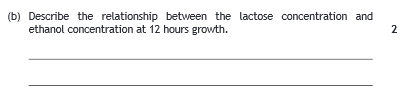 (b) Describe the relationship between the lactose concentration and
ethanol concentration at 12 hours growth. 2